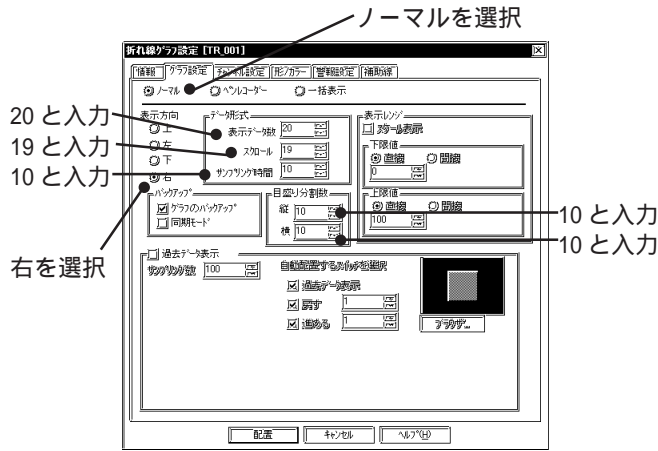 ノーマルを選択
折れ線グラフ設定 [TR_001]
情報 グラフ設定 チャンネル設定 形/カラー 警報設定 補助線
ノーマル ペンレコーダー 一括表示
20 と入力
19 と入力
10 と入力
右を選択
表示方向
上
左
下
右
データ形式
表示データ数 20
スクロール 19
サンプリング時間 10
表示レンジ
スケール表示
下限値
直接 間接
0
上限値
直接 間接
100
バックアップ
グラフのバックアップ
同期モード
目盛り分割数
縦 10
横 10
10 と入力
10 と入力
過去データ表示
サンプリング数 100
自動配置するスイッチを選択
過去データ表示
戻す 1
進める 1
ブラウザ...
配置 キャンセル ヘルプ(H)